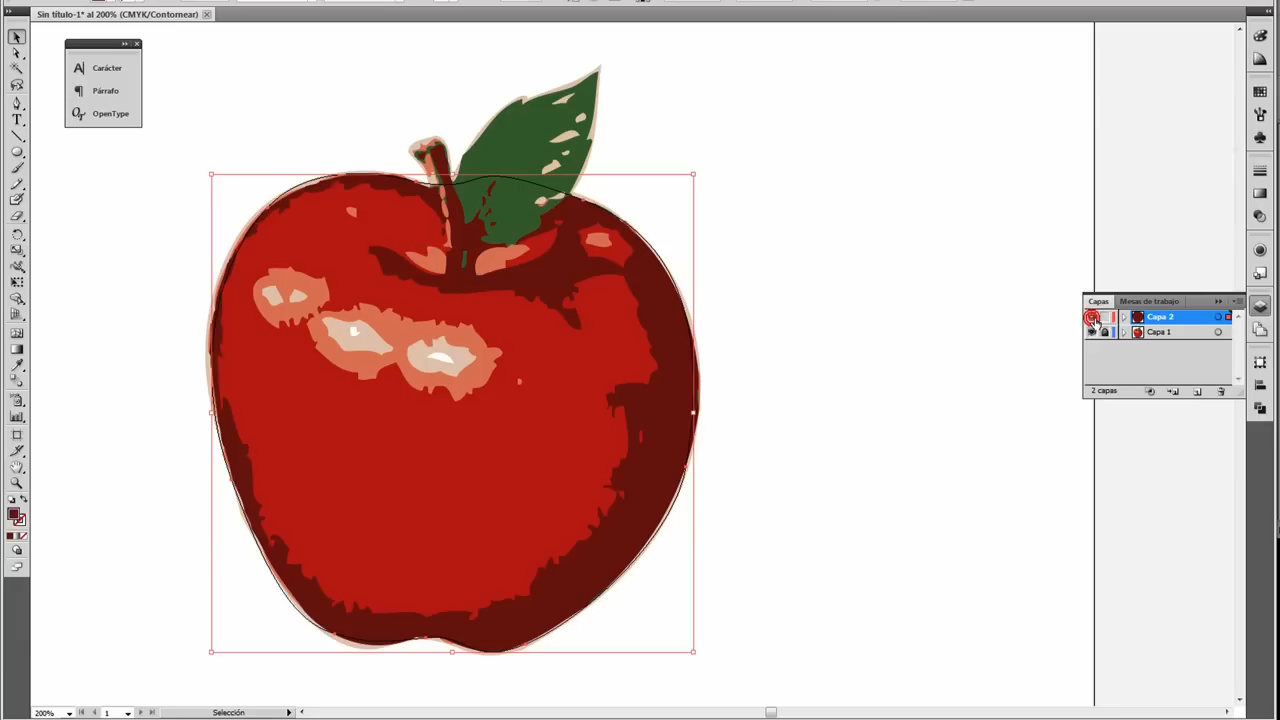 Sin título-1* al 200% (CMYK/Contornear)
Carácter
Párrafo
OpenType
Capas
Mesas de trabajo
Capa 2
Capa 1
2 capas
200%
1
Selección